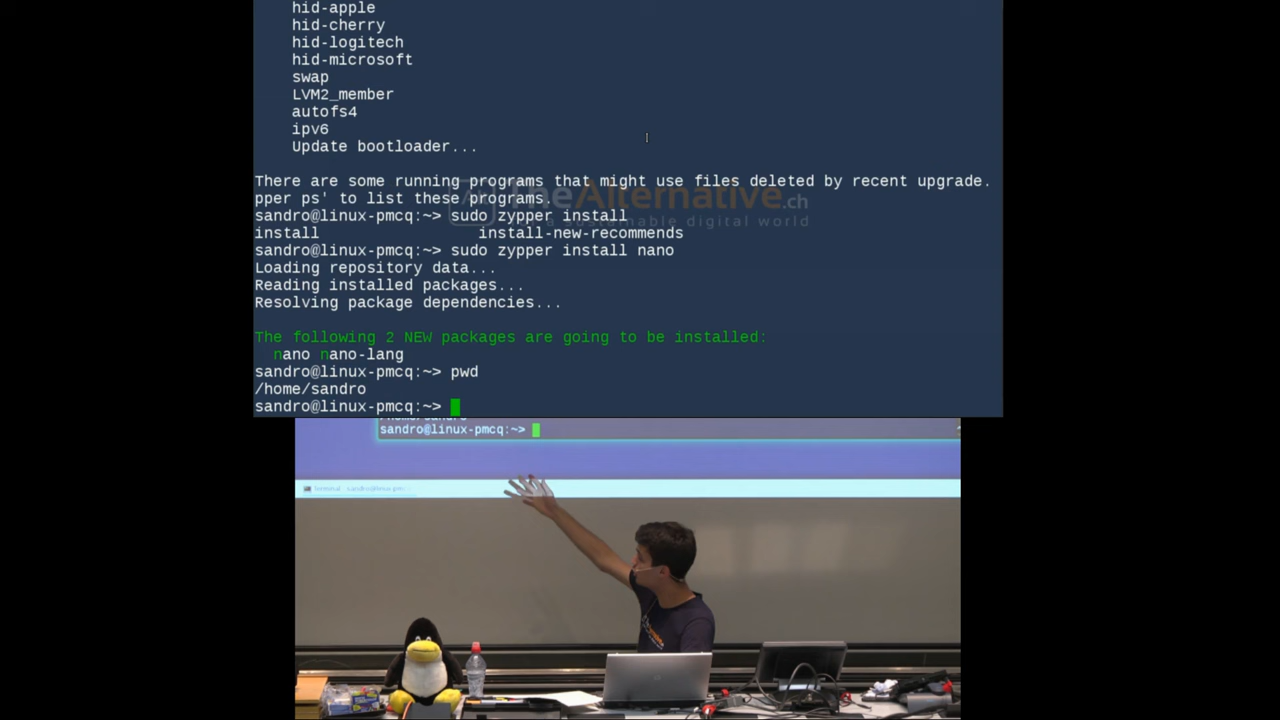 hid-apple
hid-cherry
hid-logitech
hid-microsoft
swap
LVM2_member
autofs4
ipv6
Update bootloader...
There are some running programs that might use files deleted by recent upgrade.
pper ps' to list these programs.
TheAlternative.ch
a sustainable digital world
sandro@linux-pmcq:~> sudo zypper install
install install-new-recommends
sandro@linux-pmcq:~> sudo zypper install nano
Loading repository data...
Reading installed packages...
Resolving package dependencies...
The following 2 NEW packages are going to be installed:
nano nano-lang
sandro@linux-pmcq:~> pwd
/home/sandro
sandro@linux-pmcq:~>
sandro@linux-pmcq:~>